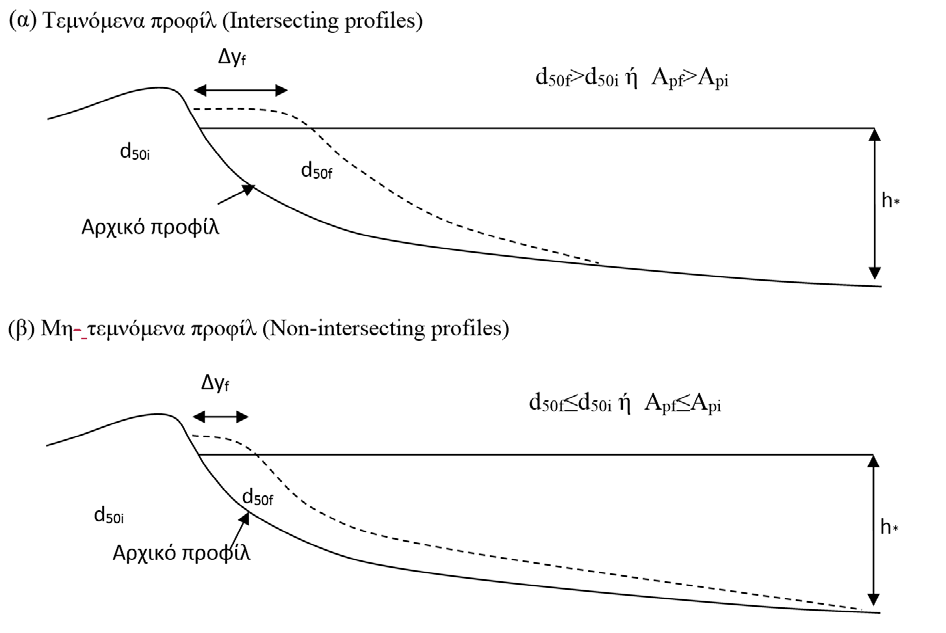 (α) Τεμνόμενα προφίλ (Intersecting profiles)
Δyf
d50f>d50i ή Apf>Api
d50i
d50f
Αρχικό προφίλ
h*
(β) Μη- τεμνόμενα προφίλ (Non-intersecting profiles)
Δyf
d50f≤d50i ή Apf≤Api
d50f
d50i
Αρχικό προφίλ
h*